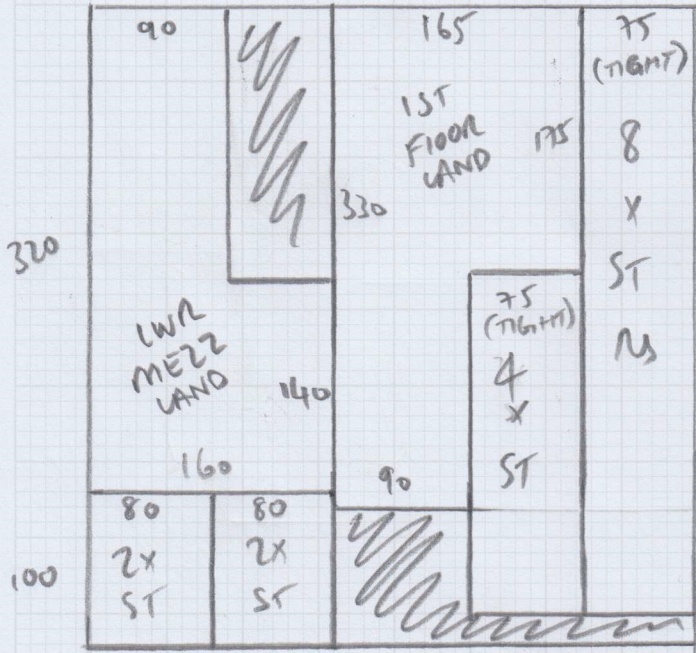 90
165
75
(TIGHT)
1ST
FLOOR
LAND
175
8
X
ST
330
320
75
(TIGHT)
4
X
ST
LWR
MEZZ
LAND
140
160
90
80
2X
ST
80
2X
ST
100